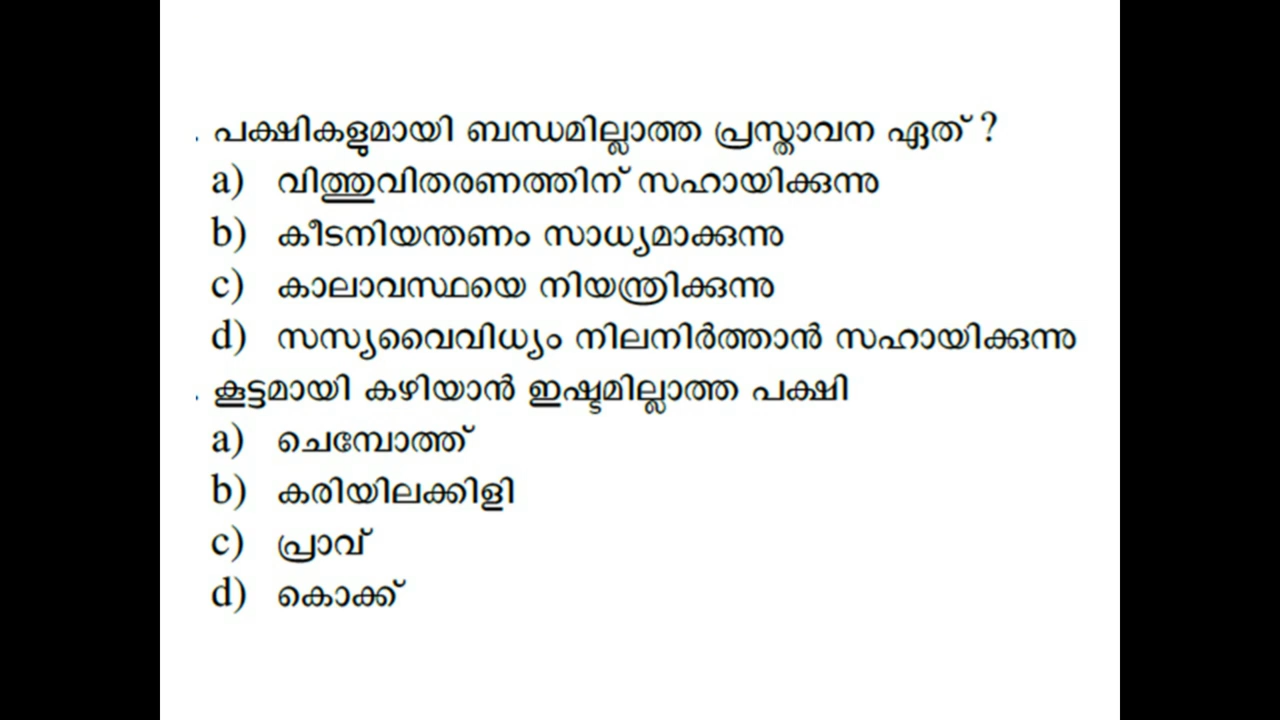 . പക്ഷികളുമായി ബന്ധമില്ലാത്ത പ്രസ്താവന ഏത് ?
a) വിത്തുവിതരണത്തിന് സഹായിക്കുന്നു
b) കീടനിയന്തണം സാധ്യമാക്കുന്നു
c) കാലാവസ്ഥയെ നിയന്ത്രിക്കുന്നു
d) സസ്യവൈവിധ്യം നിലനിർത്താൻ സഹായിക്കുന്നു
. കൂട്ടമായി കഴിയാൻ ഇഷ്ടമില്ലാത്ത പക്ഷി
a) ചെമ്പോത്ത്
b) കരിയിലക്കിളി
c) പ്രാവ്
d) കൊക്ക്